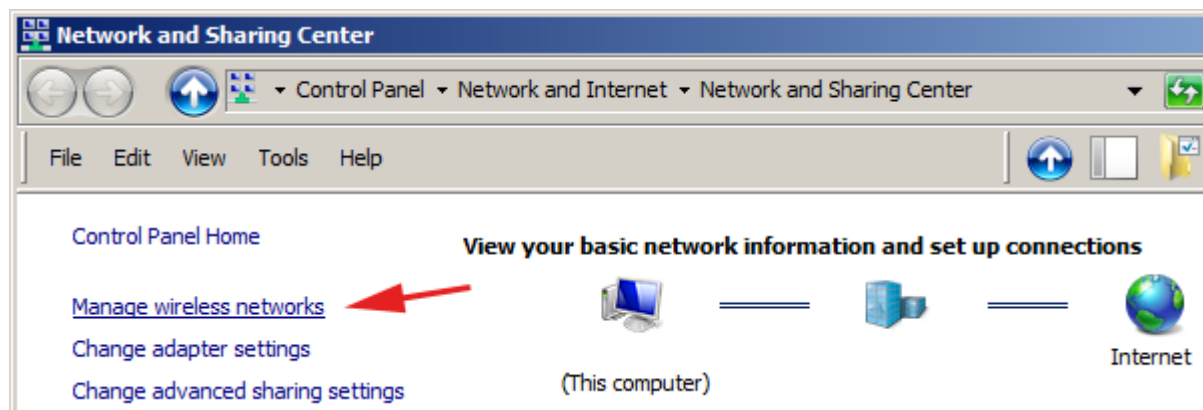 Network and Sharing Center
Control Panel Network and Internet Network and Sharing Center
File Edit View Tools Help
Control Panel Home
View your basic network information and set up connections
Manage wireless networks
Change adapter settings
Change advanced sharing settings
(This computer)
Internet